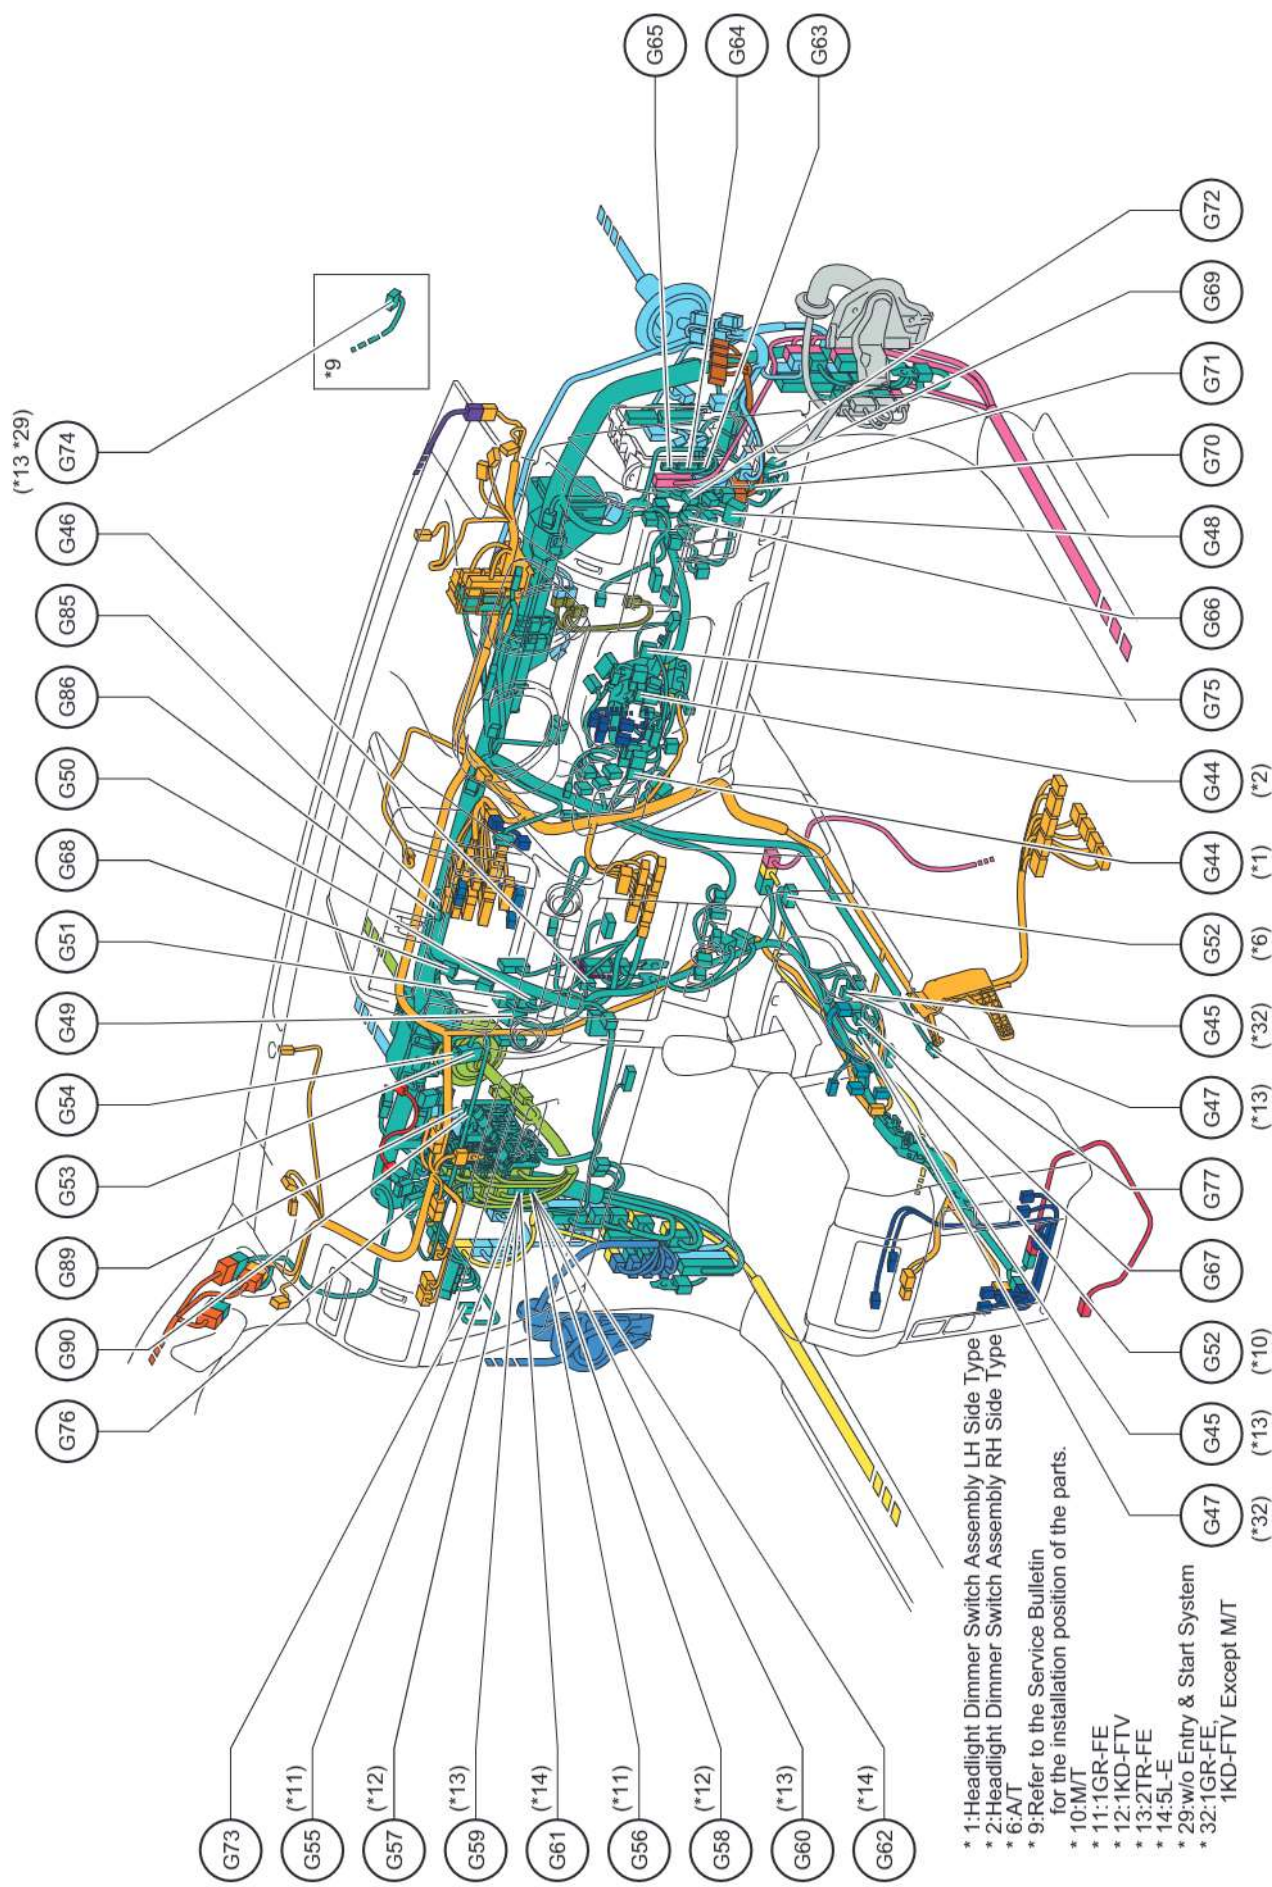 G65
G64
G63
(*13 *29)
G74
G46
G85
G86
G50
G68
G51
G49
G54
G53
G89
G90
G76
*9
G72
G69
G71
G70
G48
G66
G75
G44 (*2)
G44 (*1)
G52 (*6)
G45 (*32)
G47 (*13)
G77
G67
G52 (*10)
G45 (*13)
G47 (*32)
G73
G55 (*11)
G57 (*12)
G59 (*13)
G61 (*14)
G56 (*11)
G58 (*12)
G60 (*13)
G62 (*14)
* 1:Headlight Dimmer Switch Assembly LH Side Type
* 2:Headlight Dimmer Switch Assembly RH Side Type
* 6:A/T
* 9:Refer to the Service Bulletin
for the installation position of the parts.
* 10:M/T
* 11:1GR-FE
* 12:1KD-FTV
* 13:2TR-FE
* 14:5L-E
* 29:w/o Entry & Start System
* 32:1GR-FE,
1KD-FTV Except M/T